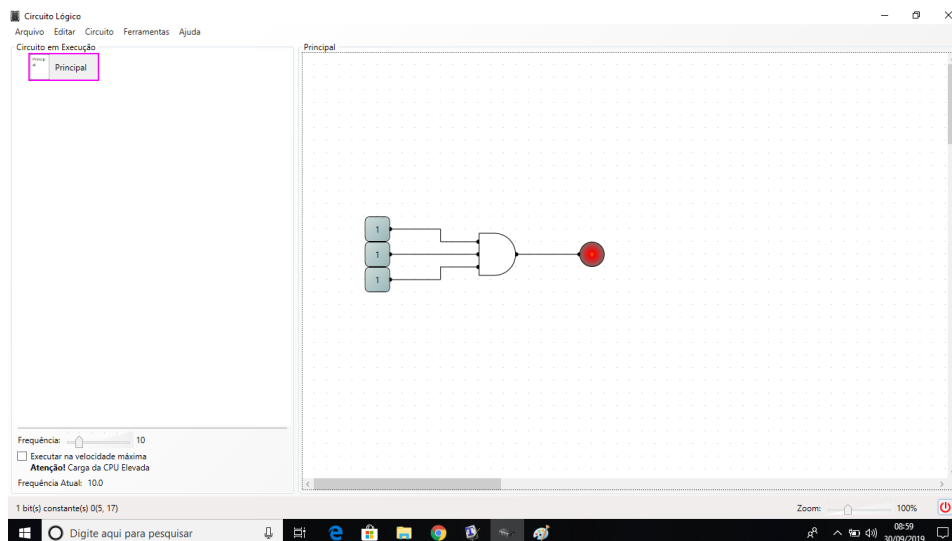 Circuito Lógico
Arquivo Editar Circuito Ferramentas Ajuda
Circuito em Execução
Principal
Princip
al
Principal
1
1
1
Frequência: 10
Executar na velocidade máxima
Atenção! Carga da CPU Elevada
Frequência Atual: 10.0
1 bit(s) constante(s) 0(5, 17)
Zoom: 100%
Digite aqui para pesquisar
08:59
30/09/2019